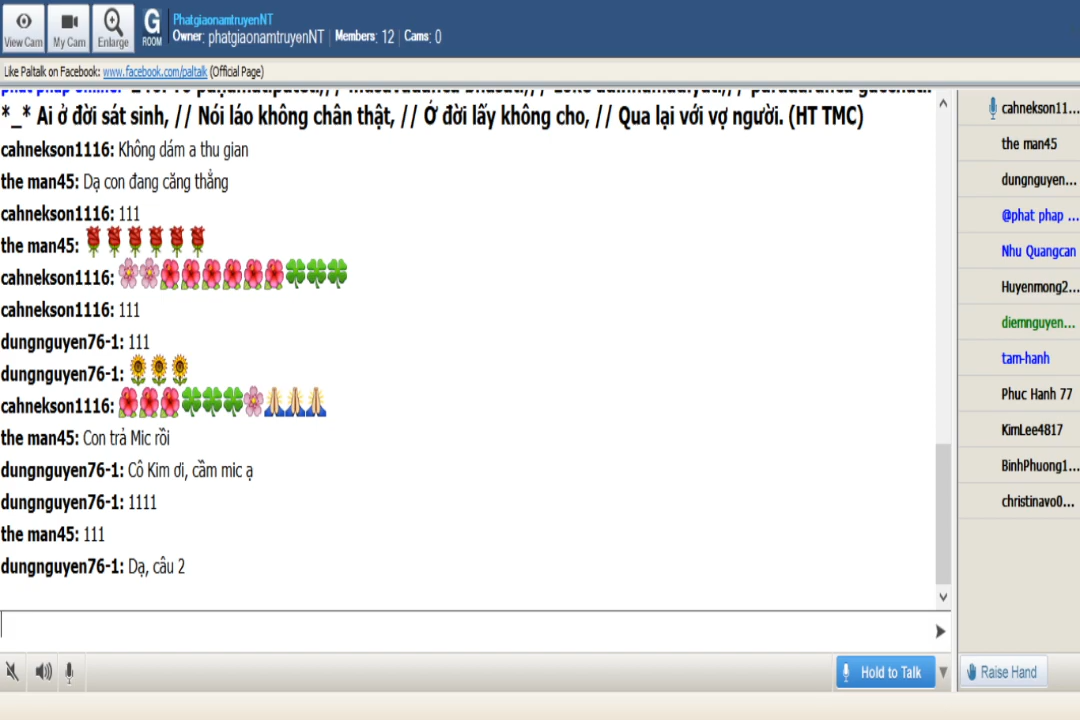 PhatgiaonamtruyenNT
Owner: phatgiaonamtruyenNT | Members: 12 | Cams: 0
View Cam
My Cam
Enlarge
G ROOM
Like Paltalk on Facebook: www.facebook.com/paltalk (Official Page)
*_* Ai ở đời sát sinh, // Nói láo không chân thật, // Ở đời lấy không cho, // Qua lại với vợ người. (HT TMC)
cahnekson1116: Không dám a thu gian
the man45: Dạ con đang căng thẳng
cahnekson1116: 111
the man45:
cahnekson1116:
cahnekson1116: 111
dungnguyen76-1: 111
dungnguyen76-1:
cahnekson1116:
the man45: Con trả Mic rồi
dungnguyen76-1: Cô Kim ơi, cầm mic ạ
dungnguyen76-1: 1111
the man45: 111
dungnguyen76-1: Dạ, câu 2
cahnekson11...
the man45
dungnguyen...
@phat phap ...
Nhu Quangcan
Huyenmong2...
diemnguyen...
tam-hanh
Phuc Hanh 77
KimLee4817
BinhPhuong1...
christinavo0...
Hold to Talk
Raise Hand